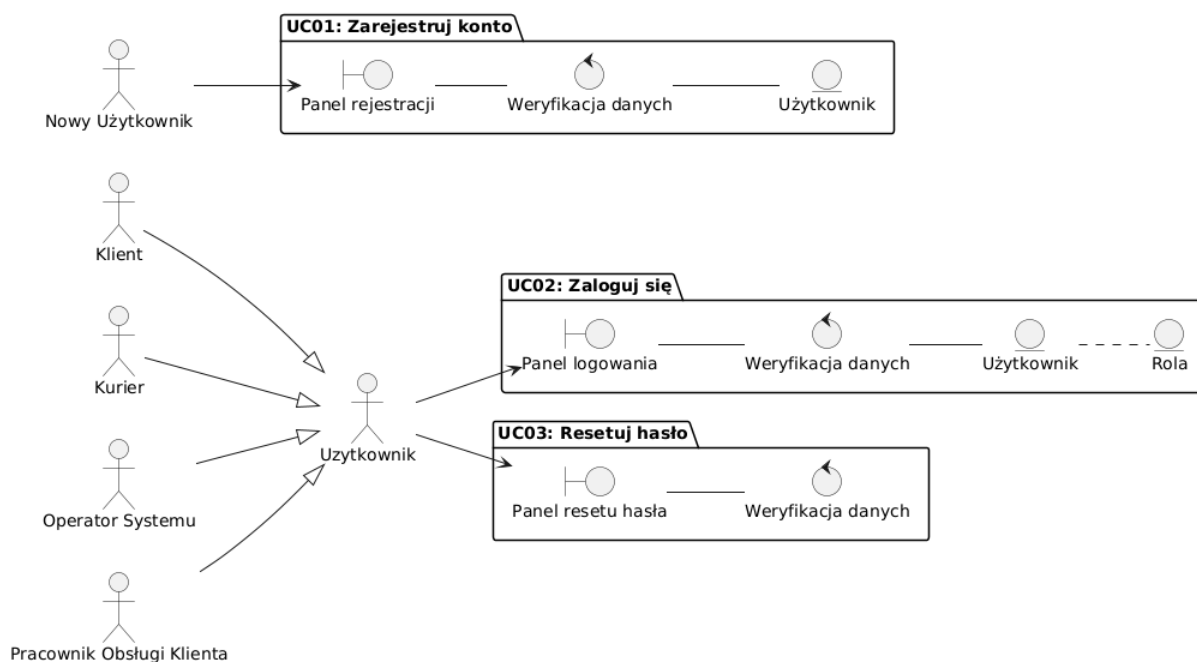 UC01: Zarejestruj konto
Nowy Użytkownik
Panel rejestracji
Weryfikacja danych
Użytkownik
Klient
Kurier
Operator Systemu
Pracownik Obsługi Klienta
Uzytkownik
UC02: Zaloguj się
Panel logowania
Weryfikacja danych
Użytkownik
Rola
UC03: Resetuj hasło
Panel resetu hasła
Weryfikacja danych